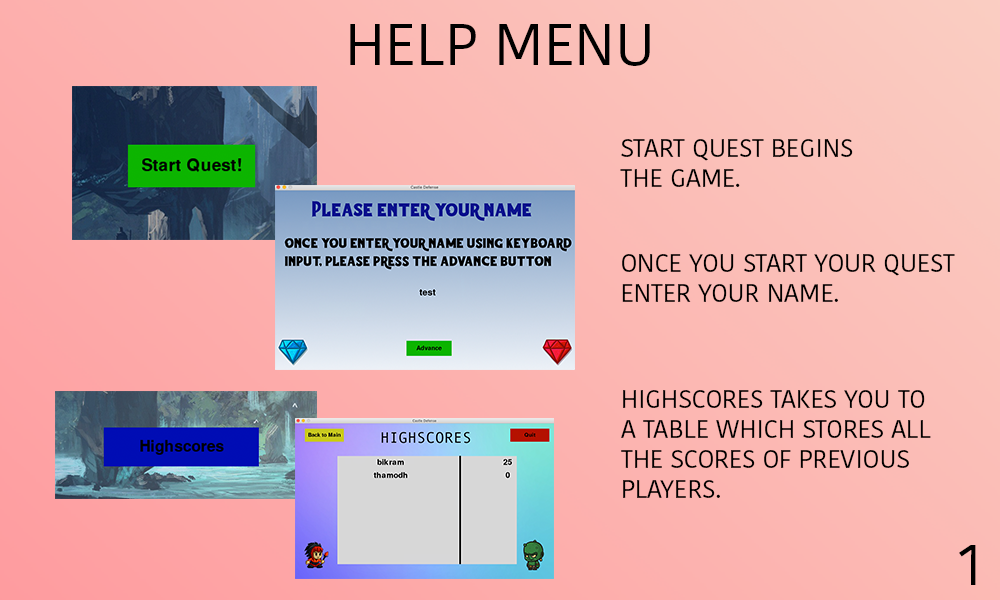 HELP MENU
Start Quest!
START QUEST BEGINS
THE GAME.
Castle Defense
PLEASE ENTER YOUR NAME
ONCE YOU ENTER YOUR NAME USING KEYBOARD
INPUT, PLEASE PRESS THE ADVANCE BUTTON
test
Advance
ONCE YOU START YOUR QUEST
ENTER YOUR NAME.
Highscores
Castle Defense
Back to Main
HIGHSCORES
Quit
bikram 25
thamodh 0
HIGHSCORES TAKES YOU TO
A TABLE WHICH STORES ALL
THE SCORES OF PREVIOUS
PLAYERS.
1